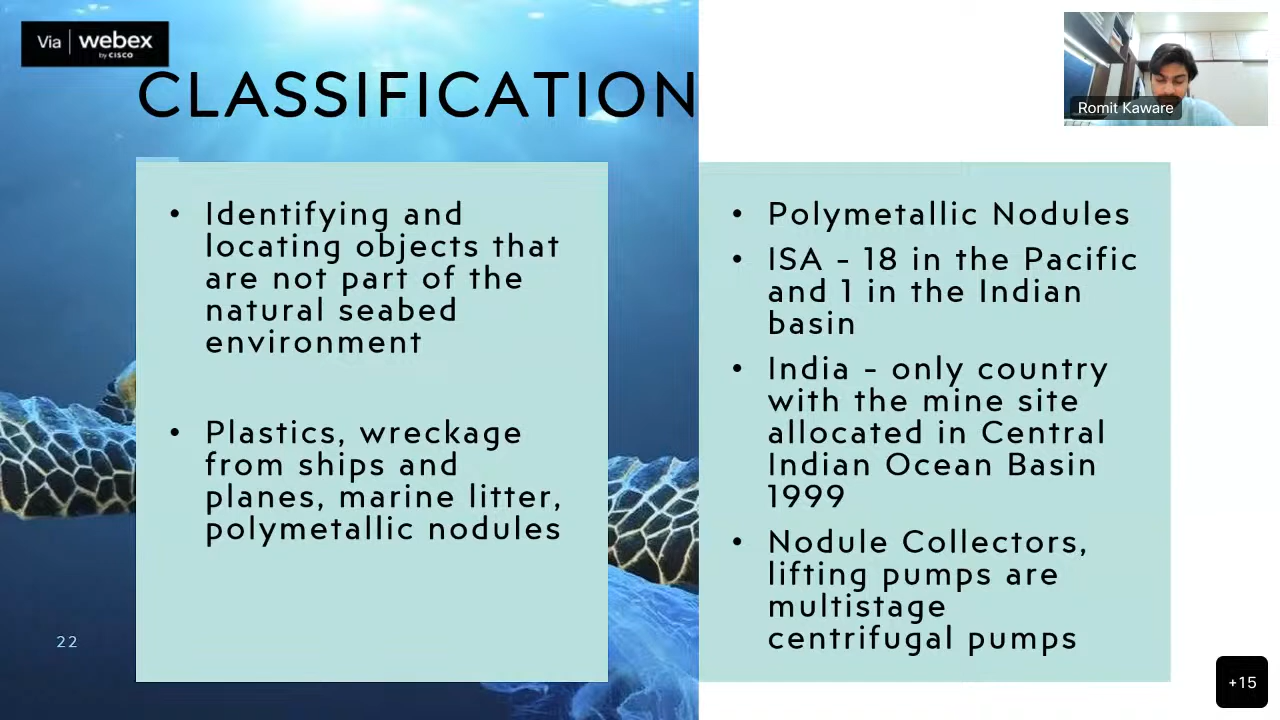 Via webex
by CISCO
CLASSIFICATION
Romit Kaware
• Identifying and
locating objects that
are not part of the
natural seabed
environment
• Plastics, wreckage
from ships and
planes, marine litter,
polymetallic nodules
• Polymetallic Nodules
• ISA - 18 in the Pacific
and 1 in the Indian
basin
• India - only country
with the mine site
allocated in Central
Indian Ocean Basin
1999
• Nodule Collectors,
lifting pumps are
multistage
centrifugal pumps
22
+15